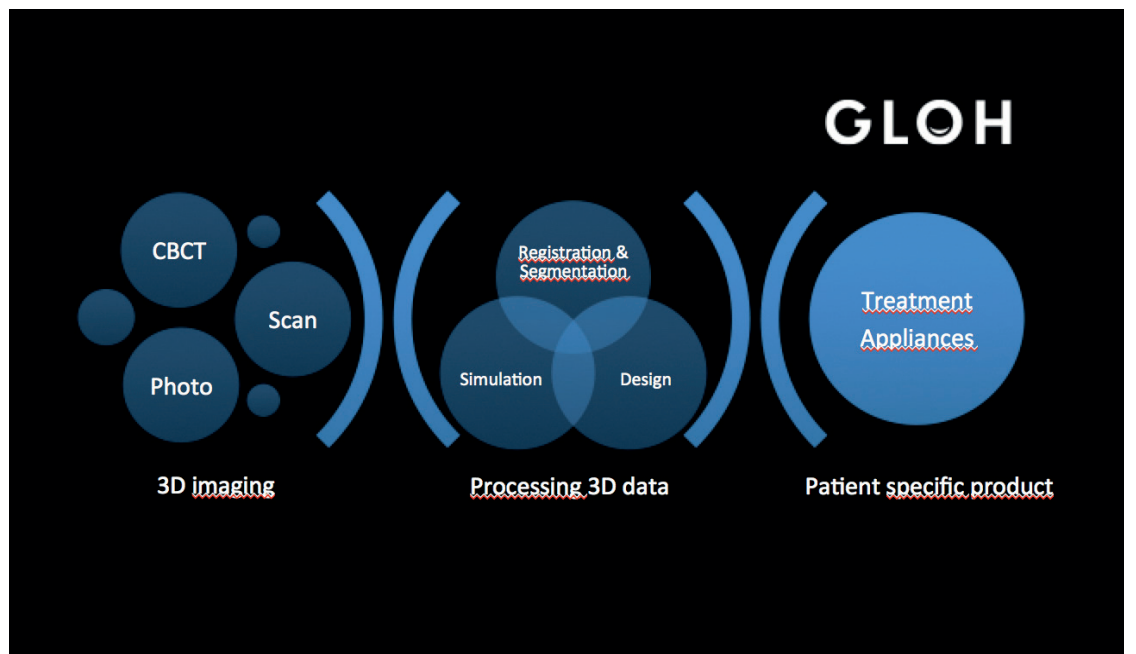 GLOH
CBCT
Scan
Photo
3D imaging
Registration &
Segmentation
Simulation
Design
Processing 3D data
Treatment
Appliances
Patient specific product